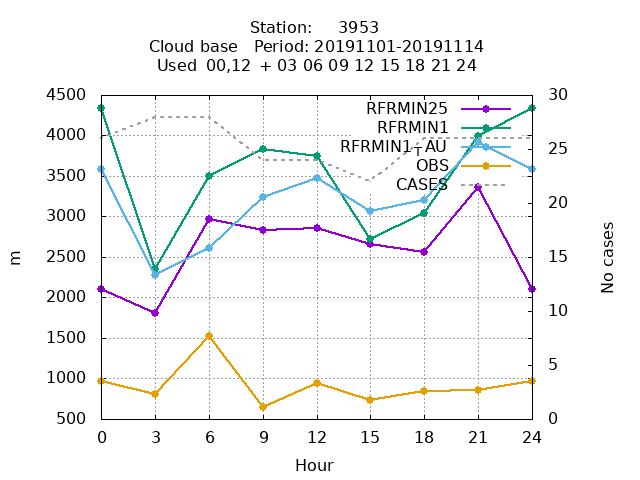 Station: 3953
Cloud base Period: 20191101-20191114
Used 00,12 + 03 06 09 12 15 18 21 24
4500
4000
3500
3000
2500
2000
1500
1000
500
m
30
25
20
15
10
5
0
No cases
RFRMIN25
RFRMIN1
RFRMIN1+AU
OBS
CASES
0 3 6 9 12 15 18 21 24
Hour